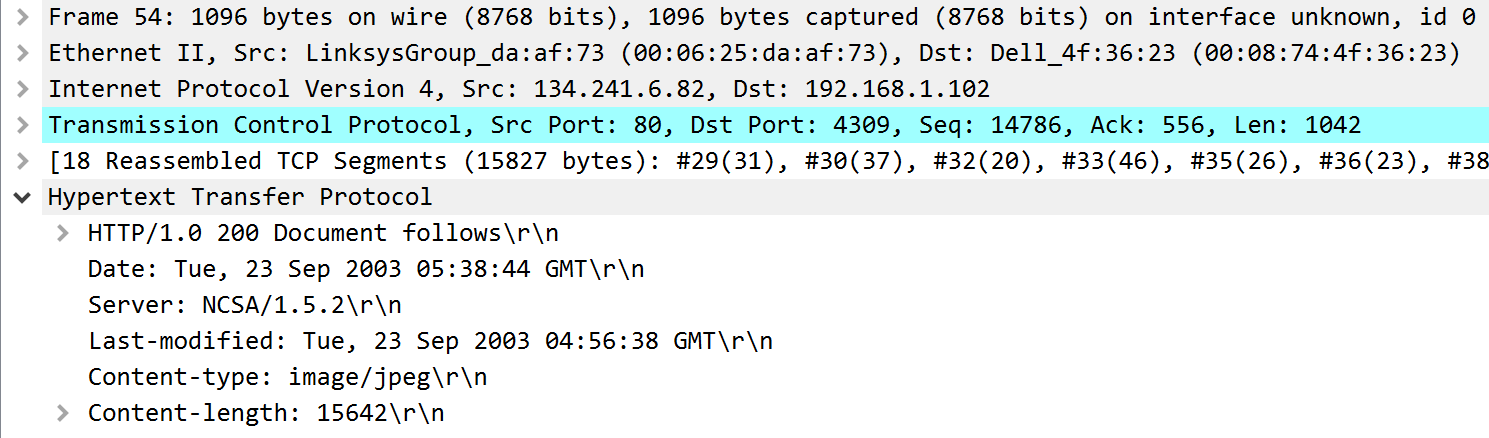 Frame 54: 1096 bytes on wire (8768 bits), 1096 bytes captured (8768 bits) on interface unknown, id 0
Ethernet II, Src: LinksysGroup_da:af:73 (00:06:25:da:af:73), Dst: Dell_4f:36:23 (00:08:74:4f:36:23)
Internet Protocol Version 4, Src: 134.241.6.82, Dst: 192.168.1.102
Transmission Control Protocol, Src Port: 80, Dst Port: 4309, Seq: 14786, Ack: 556, Len: 1042
[18 Reassembled TCP Segments (15827 bytes): #29(31), #30(37), #32(20), #33(46), #35(26), #36(23), #38
Hypertext Transfer Protocol
HTTP/1.0 200 Document follows\r\n
Date: Tue, 23 Sep 2003 05:38:44 GMT\r\n
Server: NCSA/1.5.2\r\n
Last-modified: Tue, 23 Sep 2003 04:56:38 GMT\r\n
Content-type: image/jpeg\r\n
Content-length: 15642\r\n